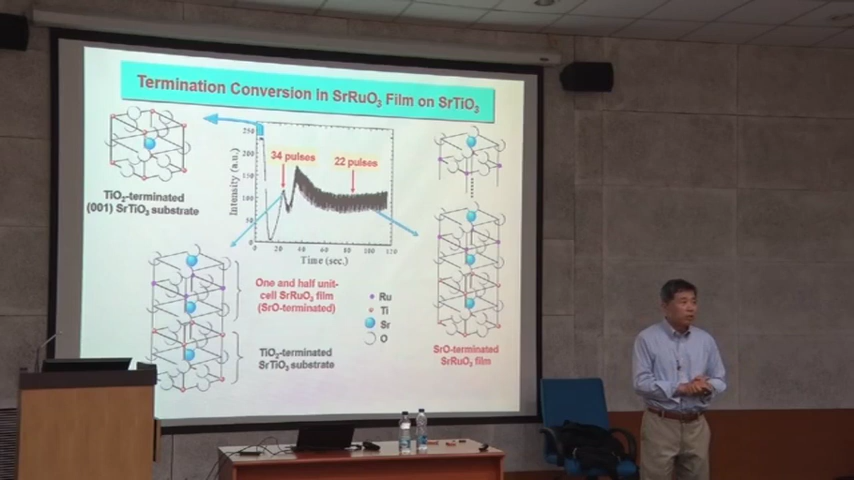 Termination Conversion in SrRuO₃ Film on SrTiO₃
TiO₂-terminated
(001) SrTiO₃ substrate
Intensity (a.u.)
250
200
150
100
50
0
34 pulses
22 pulses
0 20 40 60 80 100 120
Time (sec.)
One and half unit-
cell SrRuO₃ film
(SrO-terminated)
TiO₂-terminated
SrTiO₃ substrate
Ru
Ti
Sr
O
SrO-terminated
SrRuO₃ film